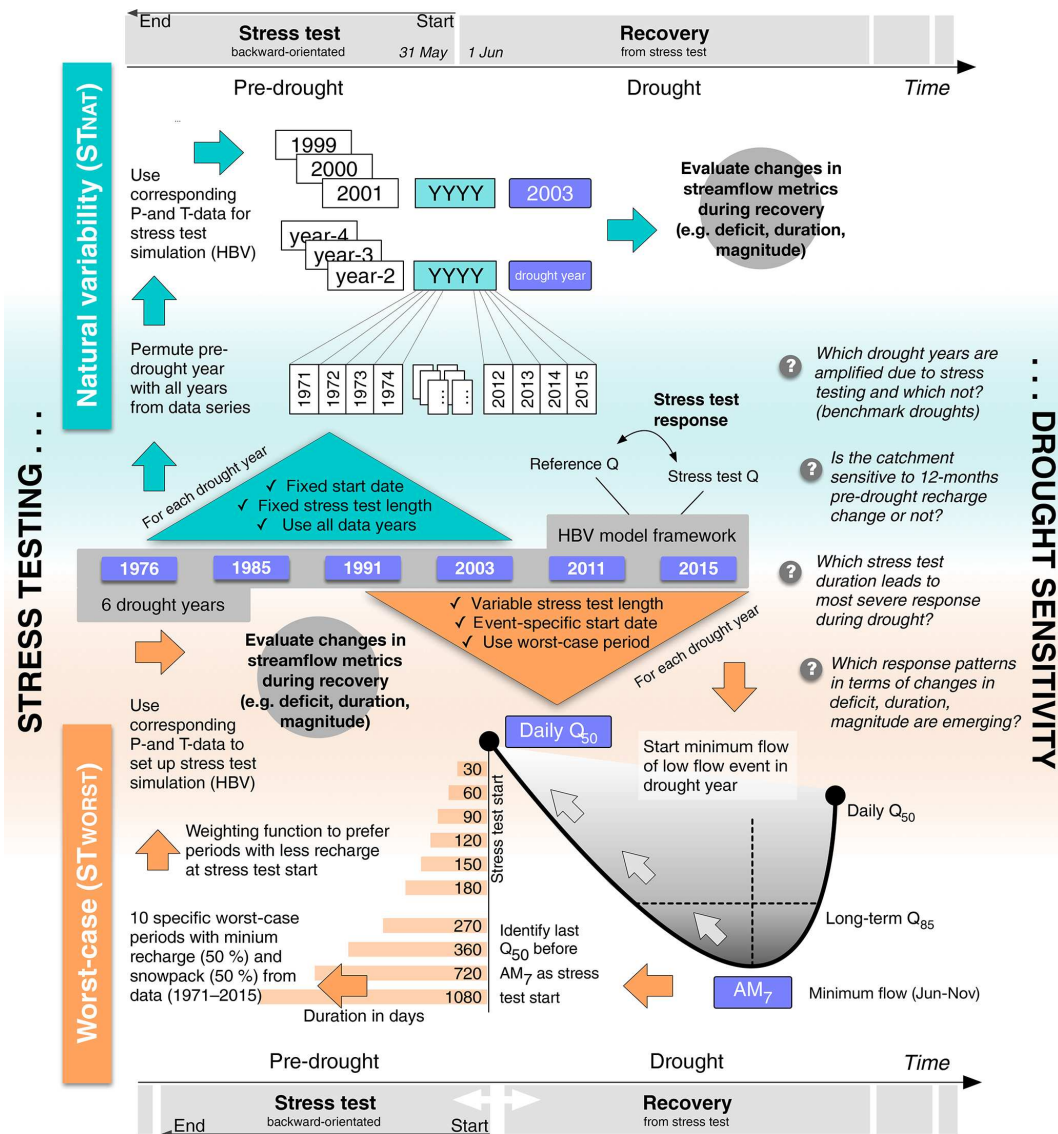 End
Start
Stress test
backward-orientated
31 May
1 Jun
Recovery
from stress test
Pre-drought
Drought
Time
Natural variability (STNAT)
...
Use
corresponding
P-and T-data for
stress test
simulation (HBV)
1999
2000
2001
YYYY
2003
year-4
year-3
year-2
YYYY
drought year
Evaluate changes in
streamflow metrics
during recovery
(e.g. deficit, duration,
magnitude)
Permute pre-
drought year
with all years
from data series
1971
1972
1973
1974
...
...
2012
2013
2014
2015
Stress test
response
Reference Q
Stress test Q
For each drought year
✓ Fixed start date
✓ Fixed stress test length
✓ Use all data years
HBV model framework
1976
1985
1991
2003
2011
2015
6 drought years
✓ Variable stress test length
✓ Event-specific start date
✓ Use worst-case period
For each drought year
STRESS TESTING . . .
. . . DROUGHT SENSITIVITY
? Which drought years are
amplified due to stress
testing and which not?
(benchmark droughts)
? Is the catchment
sensitive to 12-months
pre-drought recharge
change or not?
? Which stress test
duration leads to
most severe response
during drought?
? Which response patterns
in terms of changes in
deficit, duration,
magnitude are emerging?
Evaluate changes in
streamflow metrics
during recovery
(e.g. deficit, duration,
magnitude)
Worst-case (STWORST)
Use
corresponding
P-and T-data to
set up stress test
simulation (HBV)
Weighting function to prefer
periods with less recharge
at stress test start
10 specific worst-case
periods with minium
recharge (50 %) and
snowpack (50 %) from
data (1971–2015)
Daily Q50
30
60
90
120
150
180
270
360
720
1080
Duration in days
Stress test start
Identify last
Q50 before
AM7 as stress
test start
Start minimum flow
of low flow event in
drought year
Daily Q50
Long-term Q85
AM7
Minimum flow (Jun-Nov)
Pre-drought
Drought
Time
Stress test
backward-orientated
End
Start
Recovery
from stress test